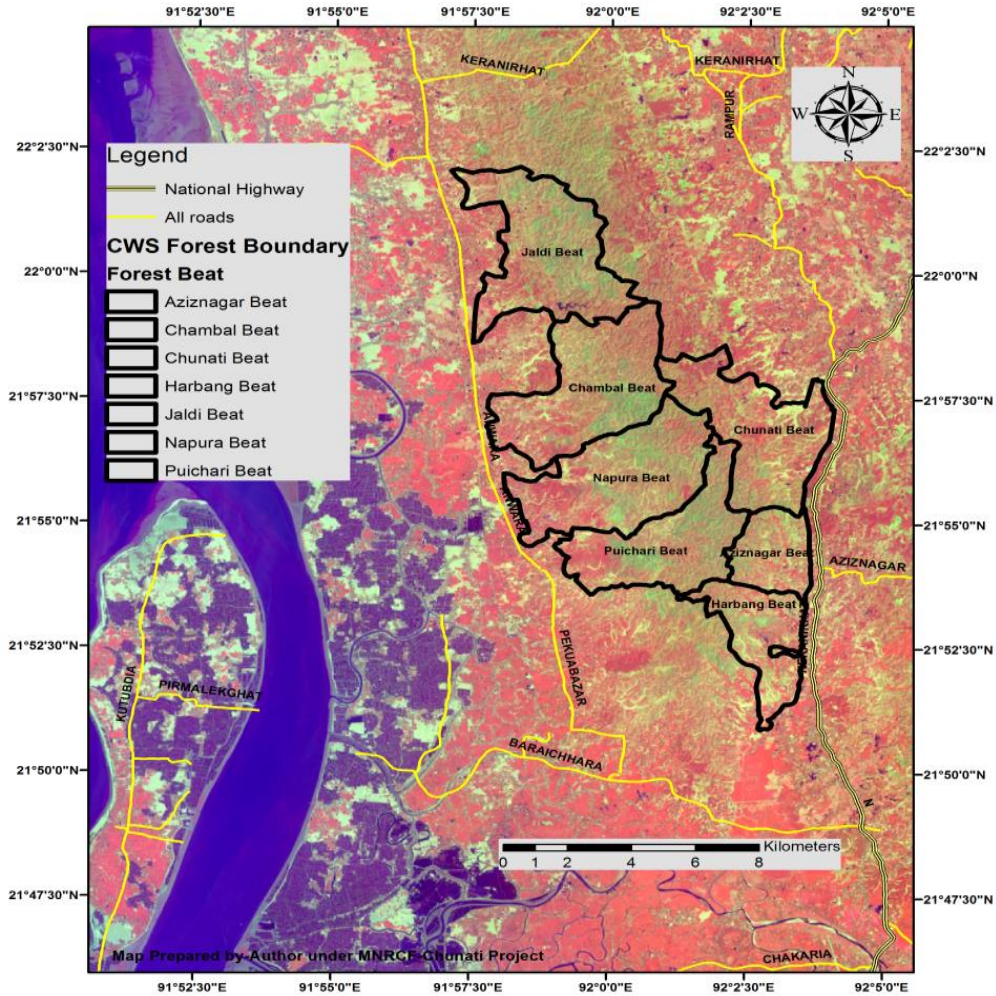 91°52'30"E 91°55'0"E 91°57'30"E 92°0'0"E 92°2'30"E 92°5'0"E
KERANIRHAT
KERANIRHAT
RAMPUR
N
W E
S
22°2'30"N
22°2'30"N
Legend
National Highway
All roads
CWS Forest Boundary
Forest Beat
Aziznagar Beat
Chambal Beat
Chunati Beat
Harbang Beat
Jaldi Beat
Napura Beat
Puichari Beat
22°0'0"N
22°0'0"N
Jaldi Beat
21°57'30"N
21°57'30"N
Chambal Beat
Chunati Beat
Napura Beat
21°55'0"N
21°55'0"N
Puichari Beat
Aziznagar Beat
AZIZNAGAR
Harbang Beat
21°52'30"N
21°52'30"N
PEKUABAZAR
KUTUBDIA
PIRMALEKGHAT
BARAICHHARA
21°50'0"N
21°50'0"N
N
Kilometers
0 1 2 4 6 8
21°47'30"N
21°47'30"N
Map Prepared by Author under MNRCF-Chunati Project
CHAKARIA
91°52'30"E 91°55'0"E 91°57'30"E 92°0'0"E 92°2'30"E 92°5'0"E